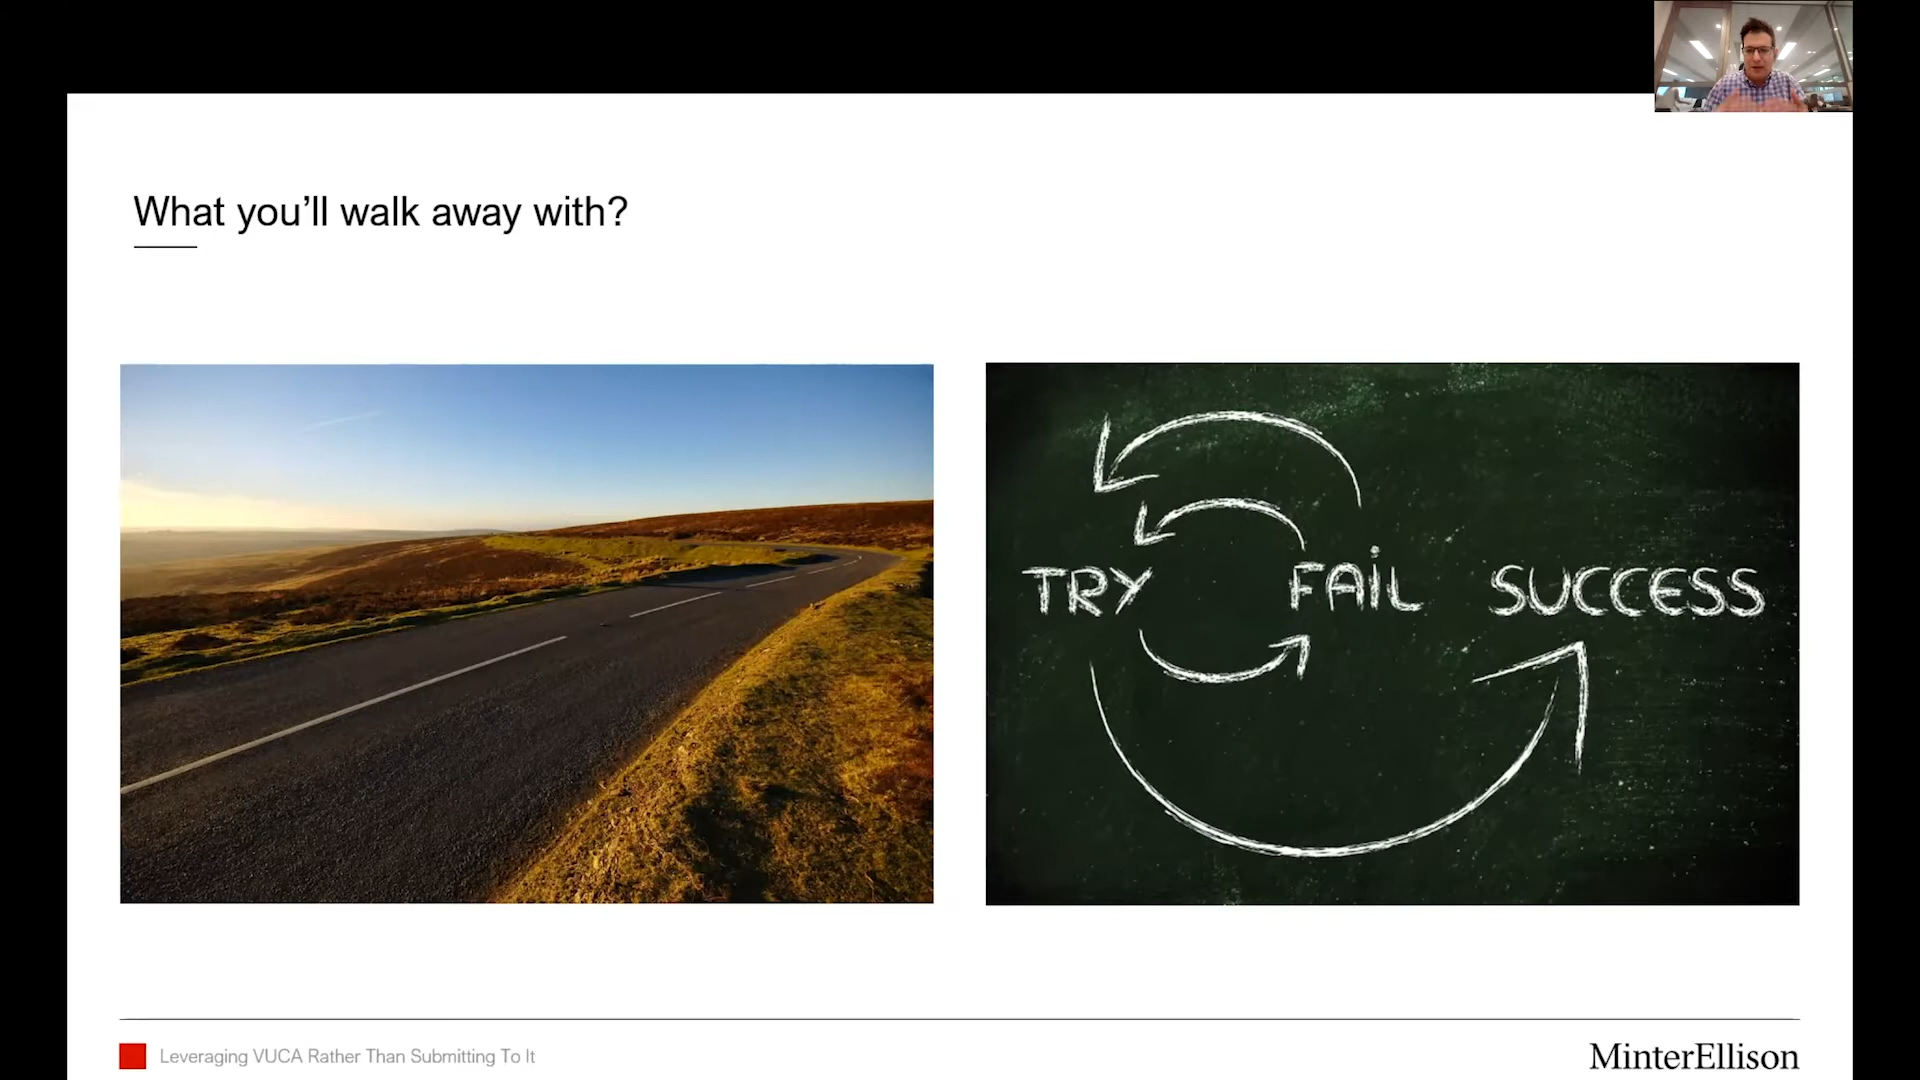 What you’ll walk away with?
TRY FAiL SUCCESS
Leveraging VUCA Rather Than Submitting To It
MinterEllison